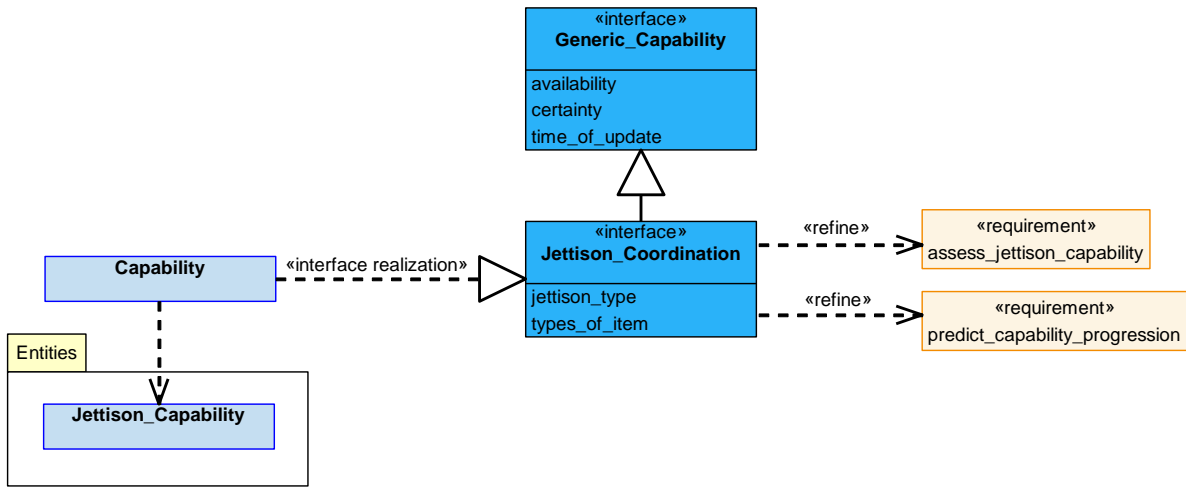 «interface»
Generic_Capability
availability
certainty
time_of_update
«interface»
Jettison_Coordination
jettison_type
types_of_item
«refine»
«requirement»
assess_jettison_capability
«refine»
«requirement»
predict_capability_progression
Capability
«interface realization»
Entities
Jettison_Capability